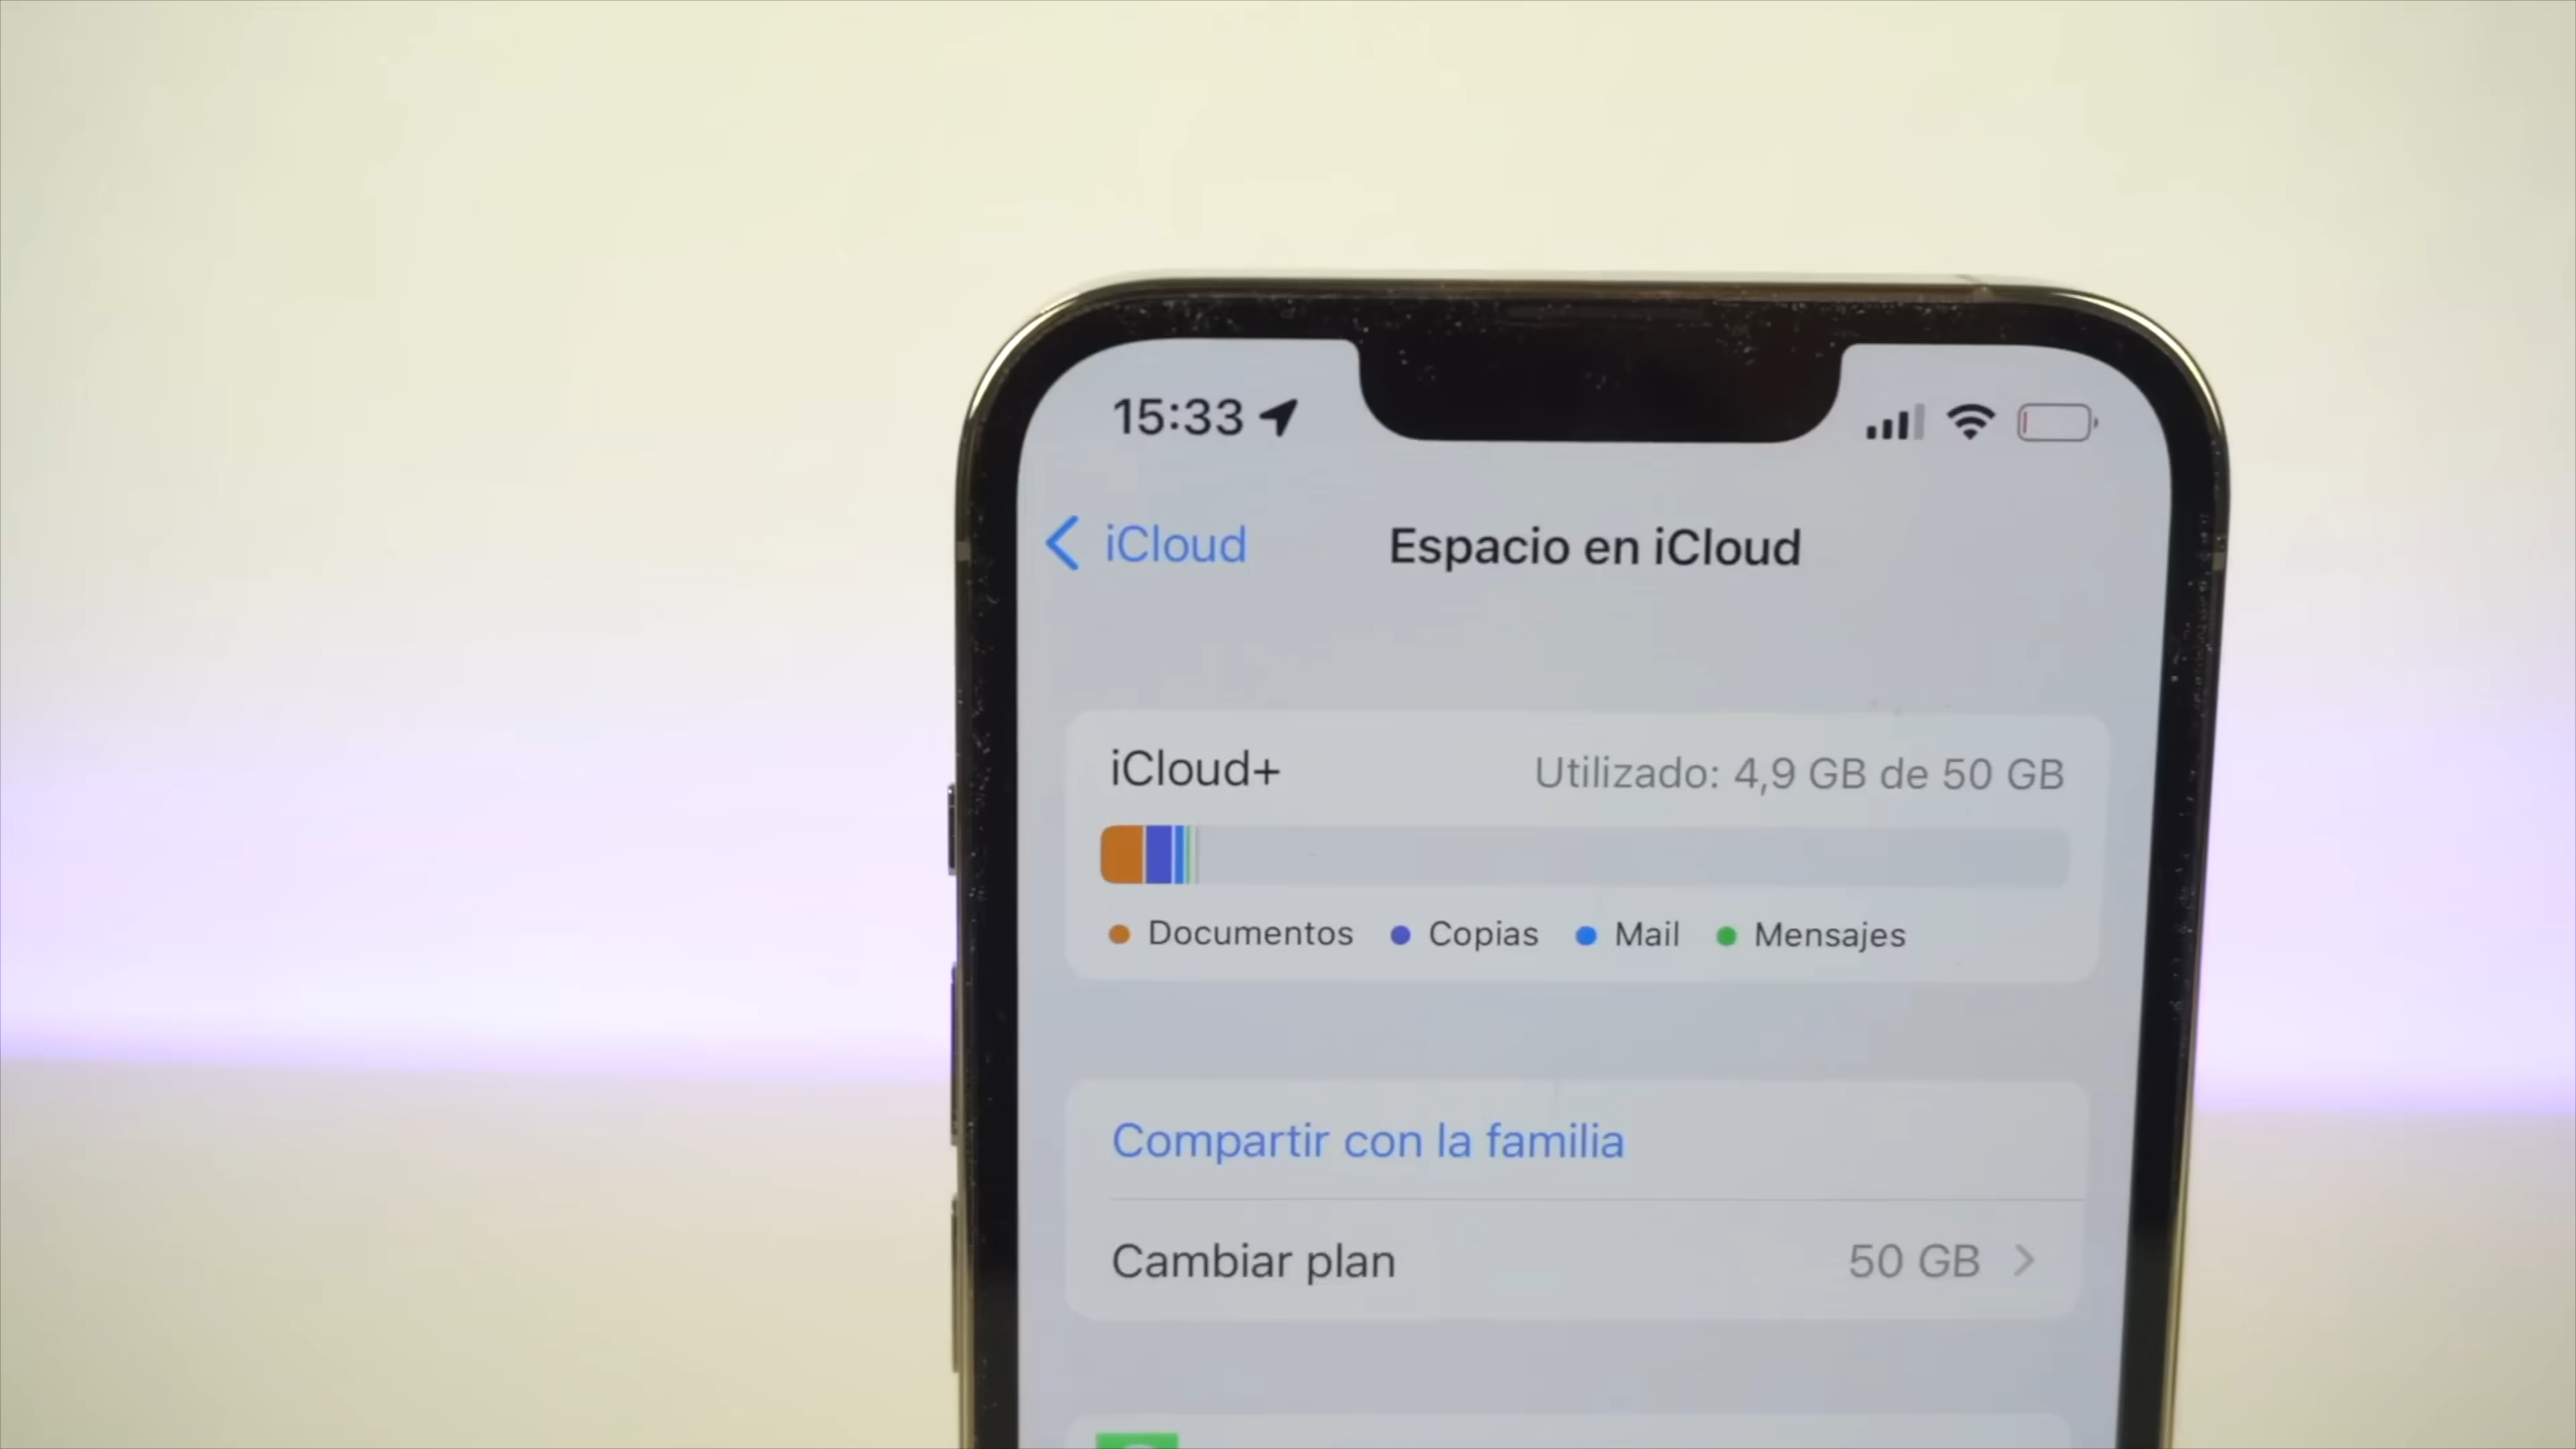 15:33
iCloud
Espacio en iCloud
iCloud+
Utilizado: 4,9 GB de 50 GB
Documentos
Copias
Mail
Mensajes
Compartir con la familia
Cambiar plan
50 GB